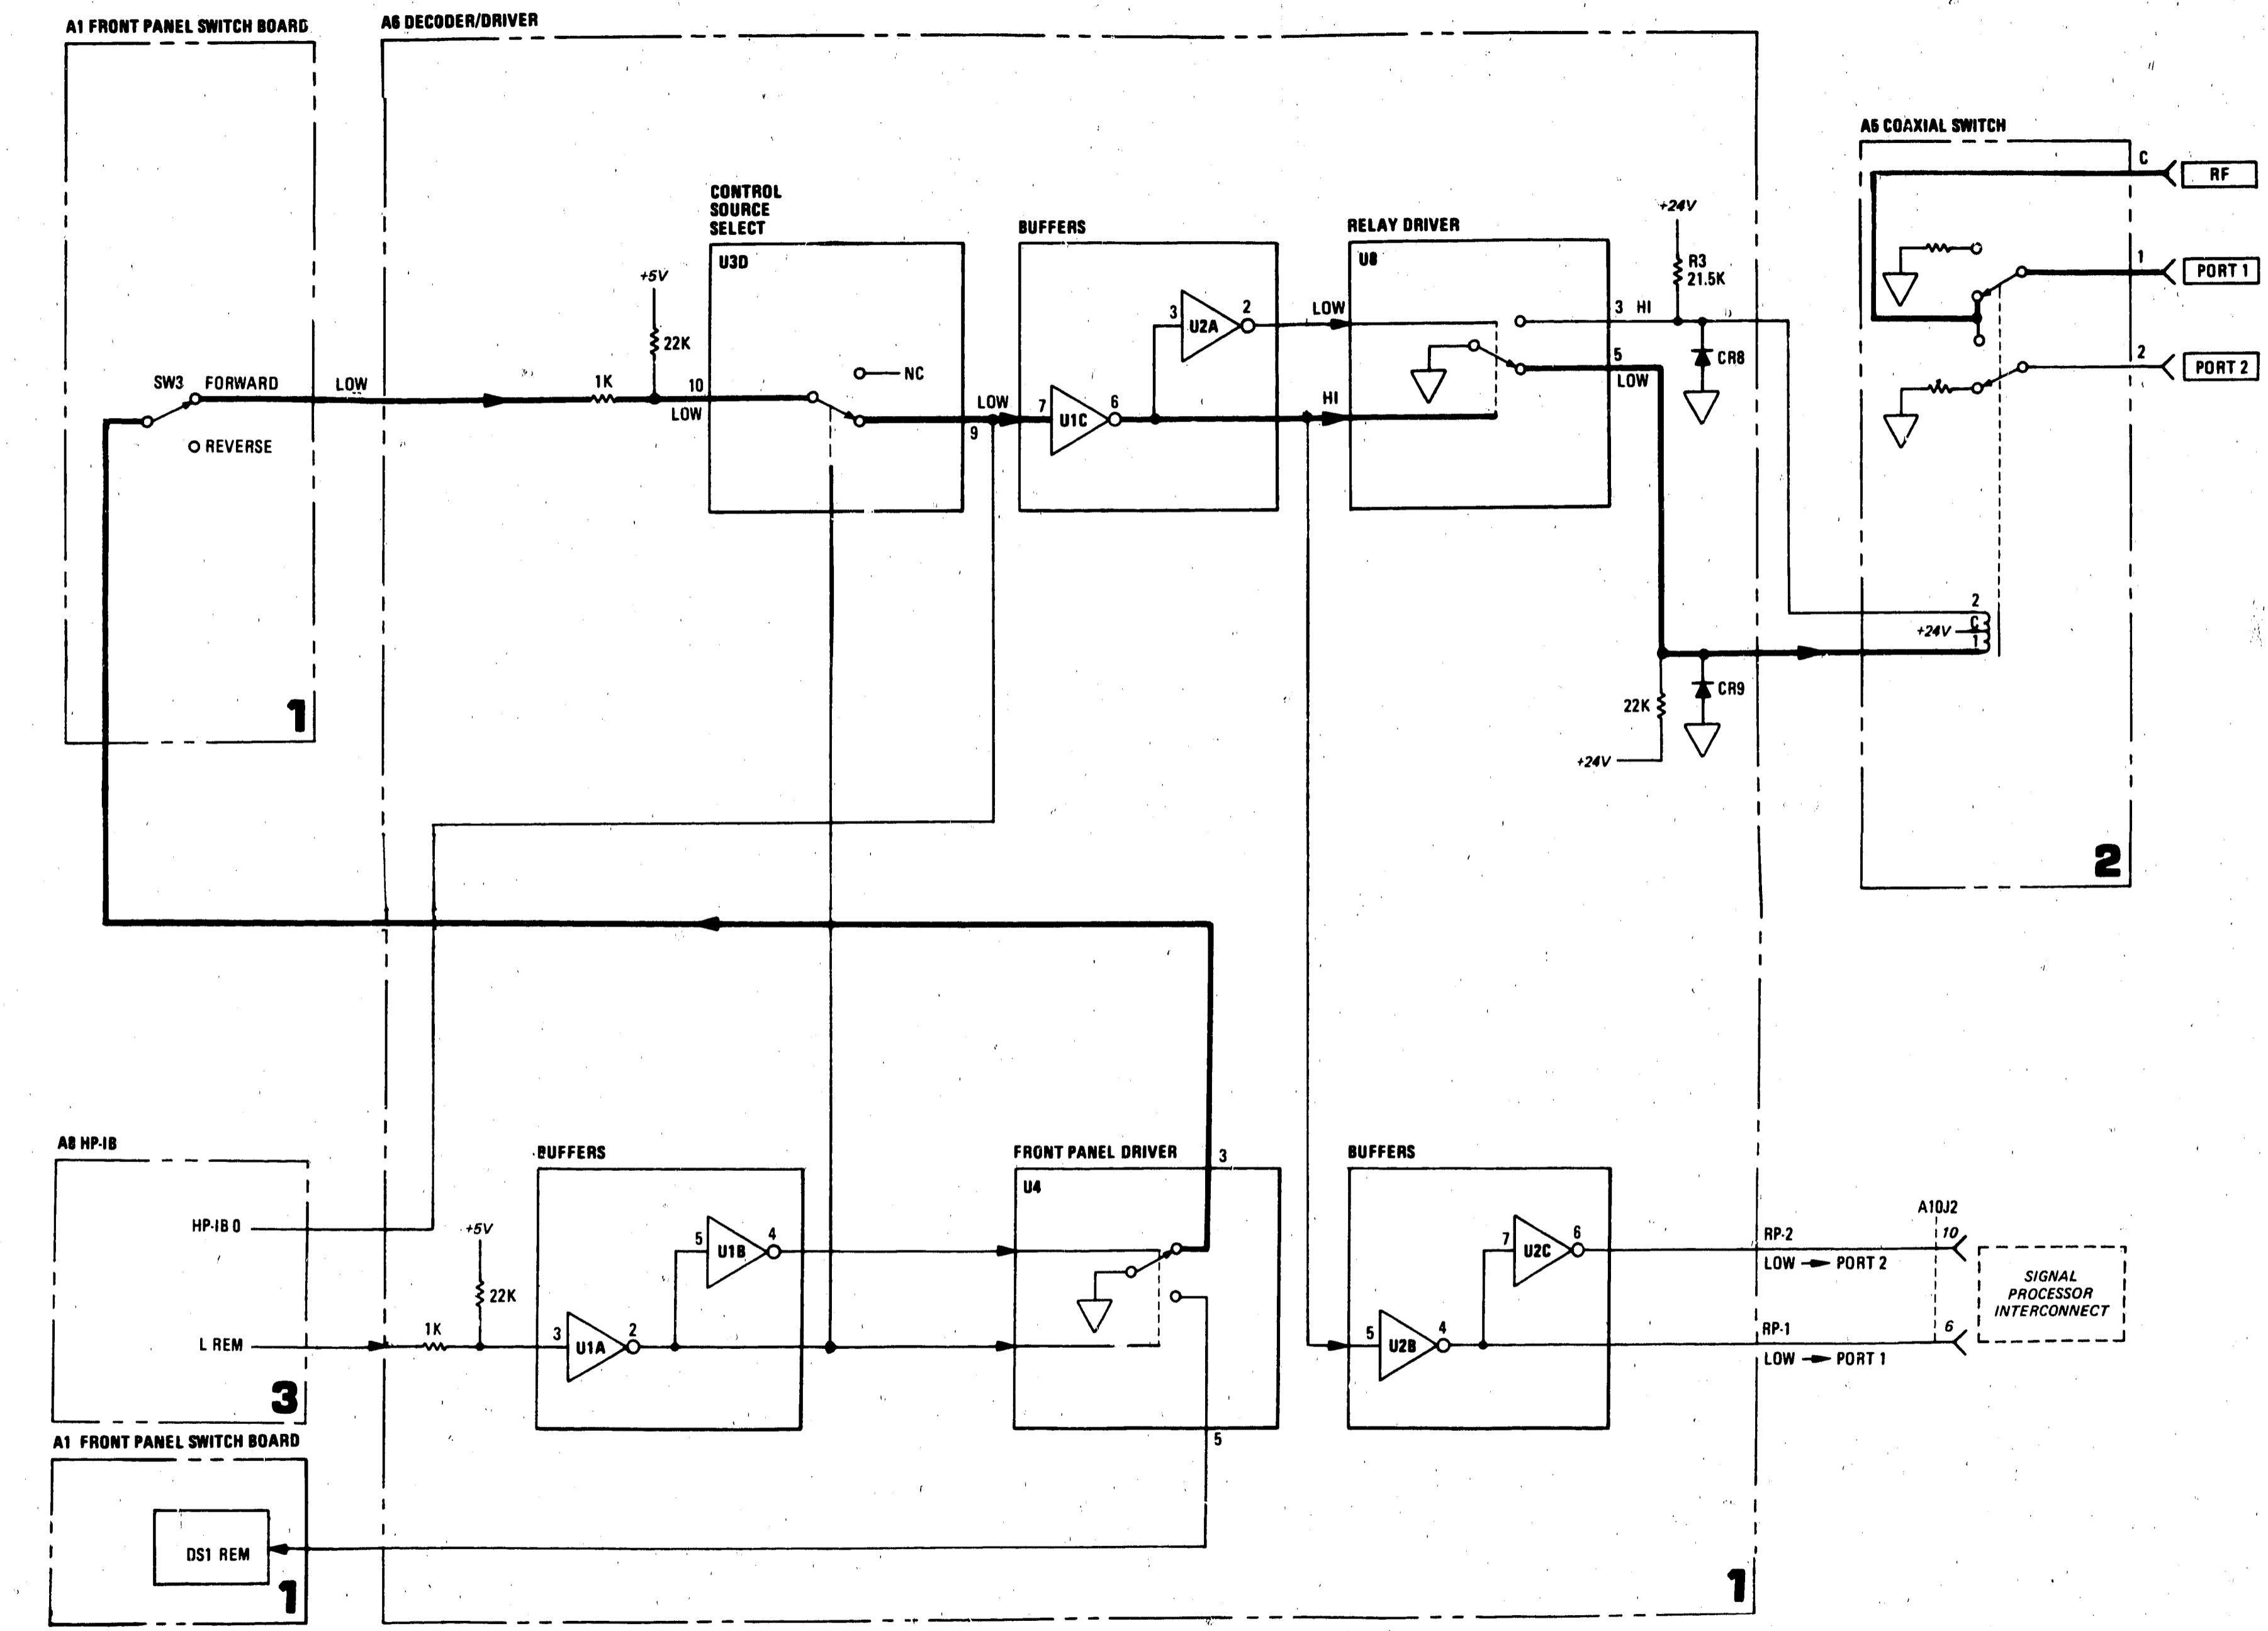 A1 FRONT PANEL SWITCH BOARD
A6 DECODER/DRIVER
A5 COAXIAL SWITCH
C
RF
CONTROL
SOURCE
SELECT
BUFFERS
RELAY DRIVER
+24V
U3D
U8
R3
21.5K
1
PORT 1
+5V
22K
3
U2A
2
LOW
3 HI
CR8
5
LOW
2
PORT 2
NC
SW3 FORWARD
LOW
1K
10
LOW
LOW
9
7
U1C
6
HI
REVERSE
2
C
+24V
1
CR9
22K
+24V
1
2
A8 HP-IB
BUFFERS
FRONT PANEL DRIVER
3
BUFFERS
U4
HP-IB 0
+5V
22K
5
U1B
4
7
U2C
6
A10J2
RP-2
10
LOW → PORT 2
SIGNAL
PROCESSOR
INTERCONNECT
L REM
1K
3
U1A
2
5
U2B
4
RP-1
6
LOW → PORT 1
3
5
A1 FRONT PANEL SWITCH BOARD
DS1 REM
1
1